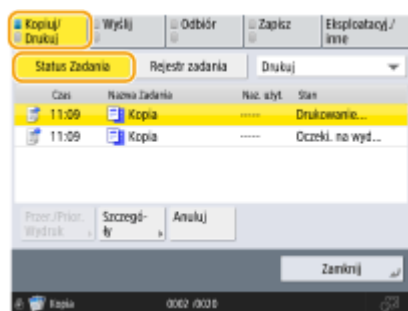 Kopiuj/ Wyślij Odbiór Zapisz Eksploatacyj./
Drukuj inne
Status Zadania Rejestr zadania Drukuj
Czas Nazwa Zadania Naz. użyt. Stan
11:09 Kopia ----- Drukowanie...
11:09 Kopia ----- Oczeki. na wyd...
Przer./Prior. Szczegó- Anuluj
Wydruk ły
Zamknij
Kopia 0002 /0020